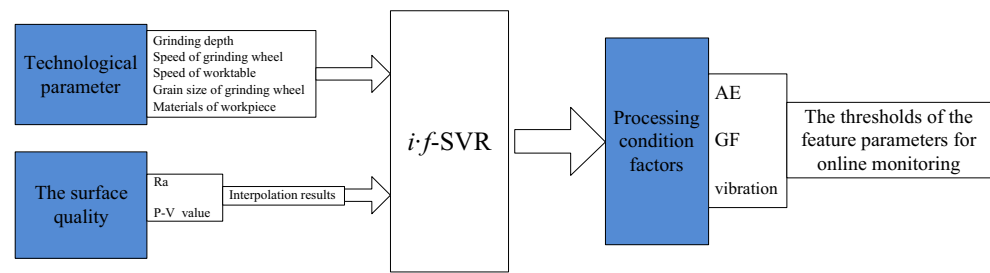 Technological
parameter
Grinding depth
Speed of grinding wheel
Speed of worktable
Grain size of grinding wheel
Materials of workpiece
The surface
quality
Ra
P-V value
Interpolation results
i·f-SVR
Processing
condition
factors
AE
GF
vibration
The thresholds of the
feature parameters for
online monitoring